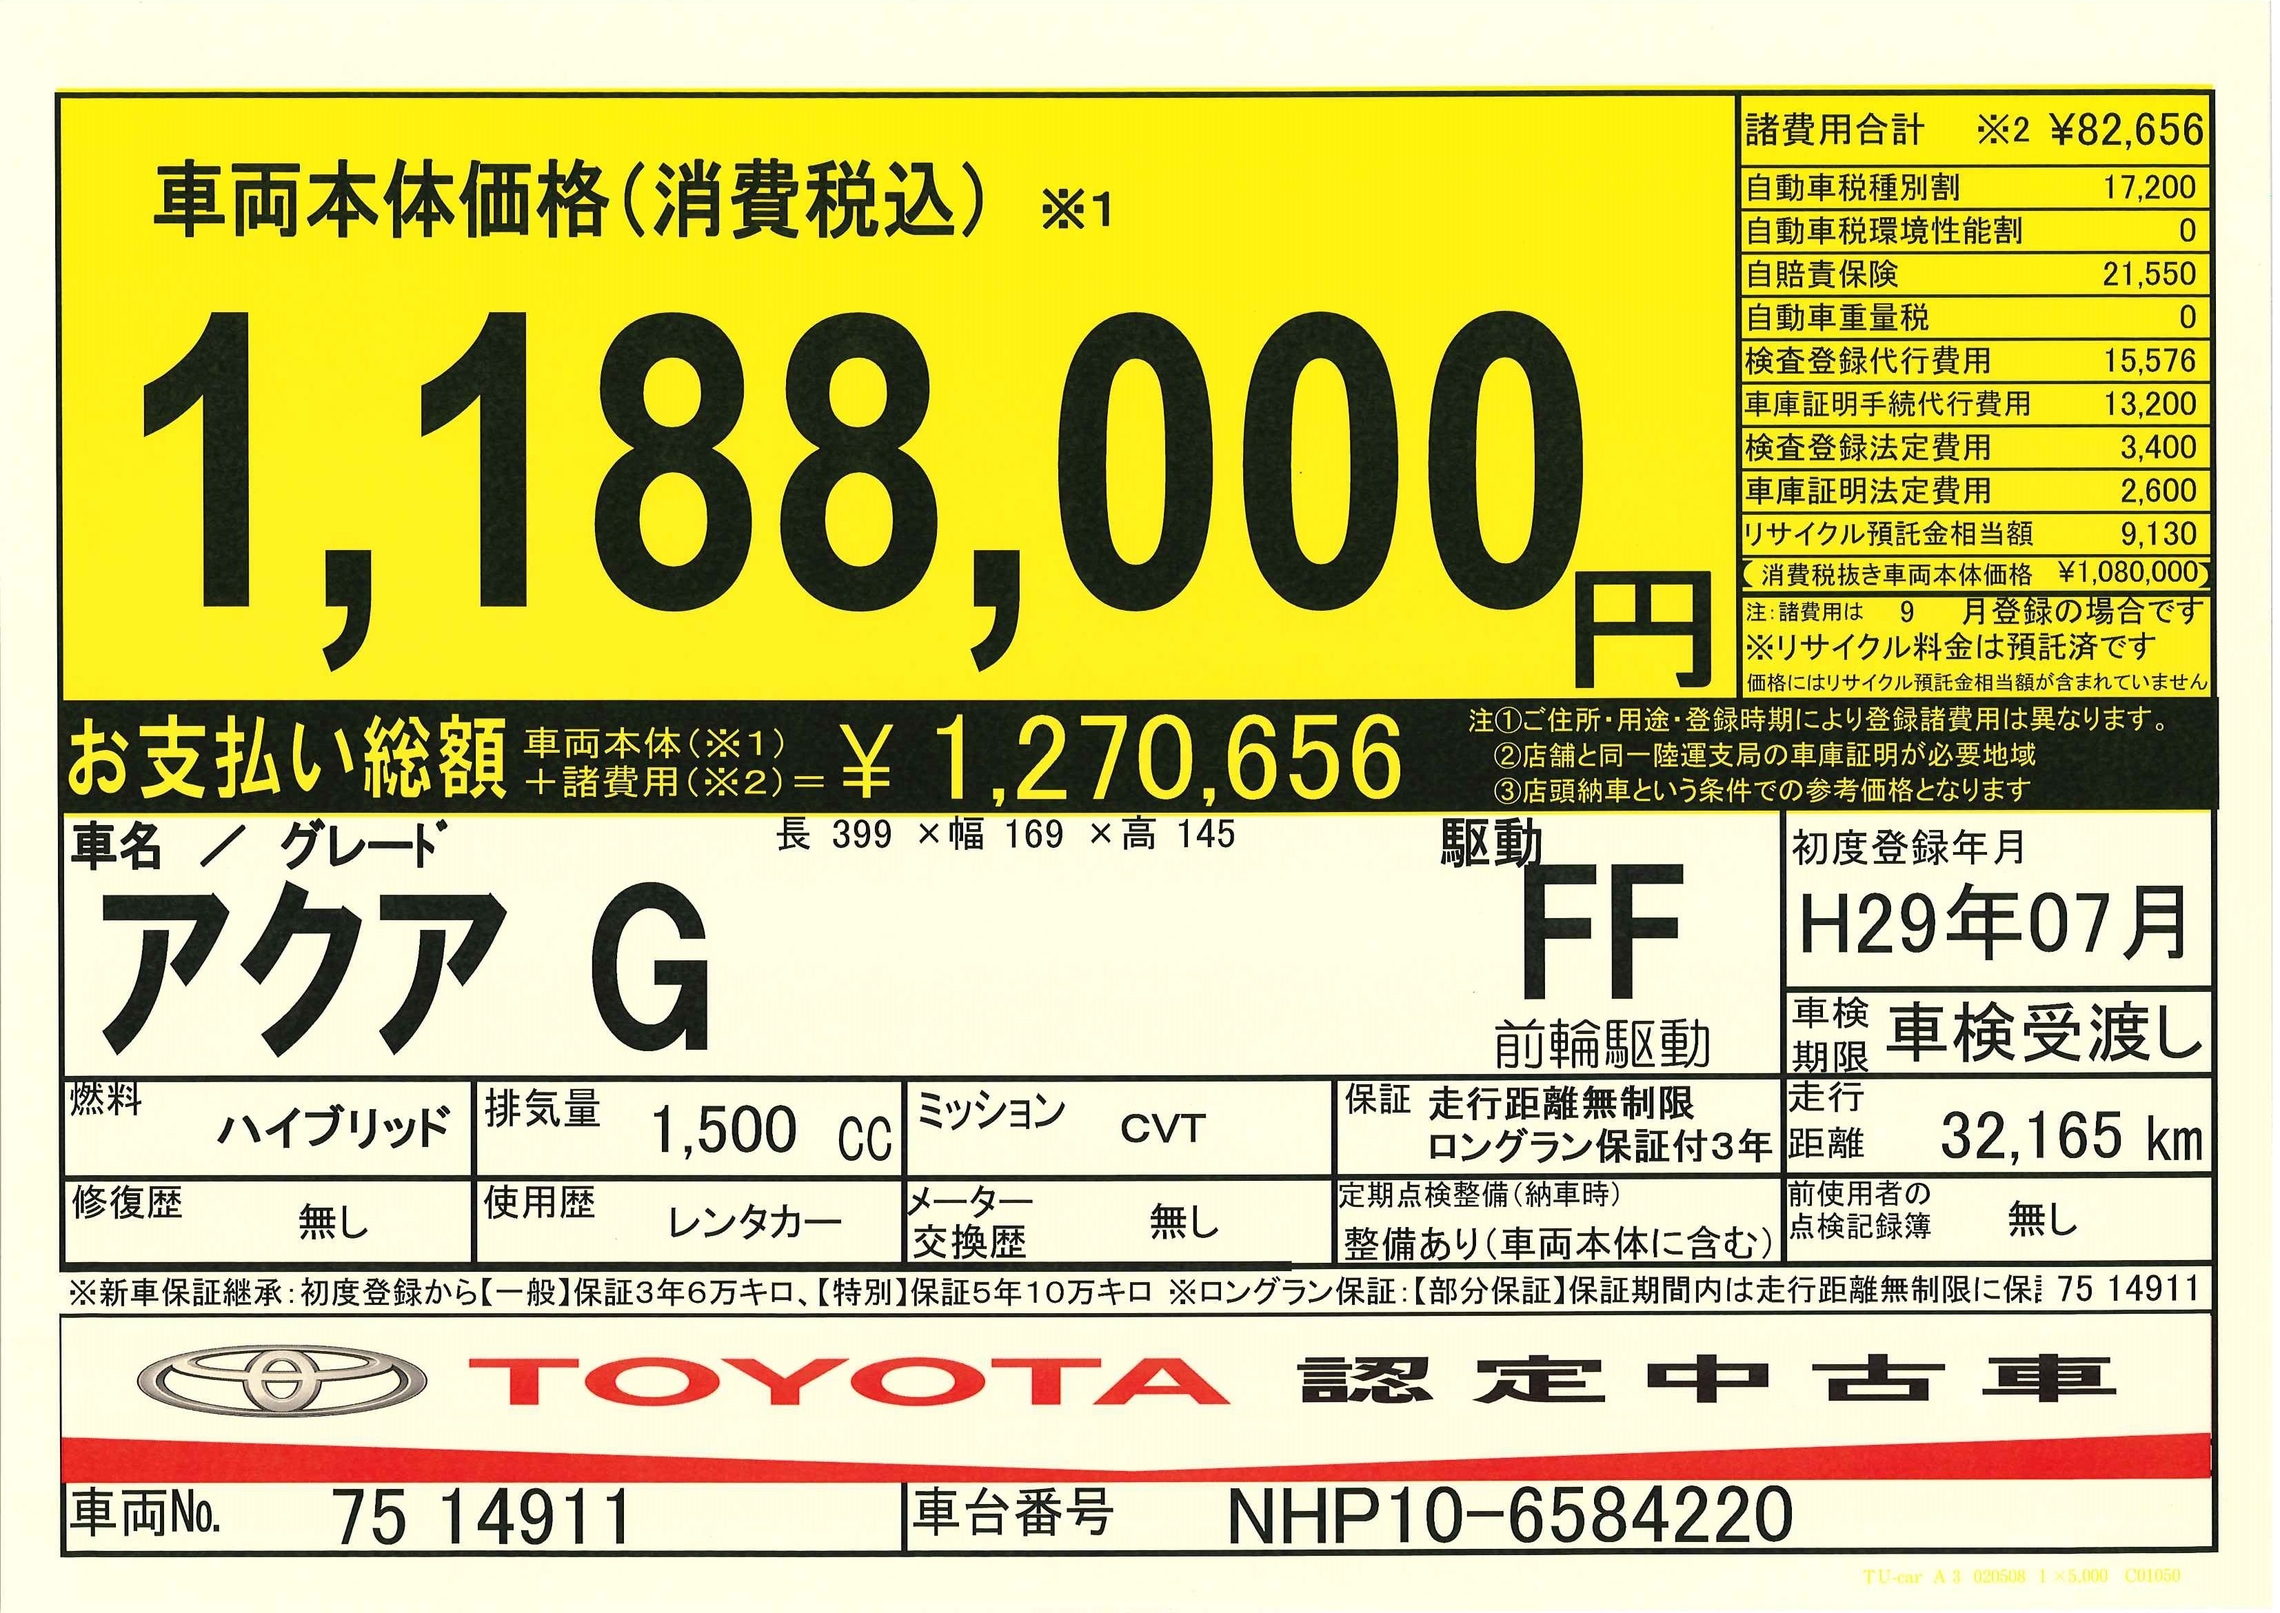 車両本体価格(消費税込) ※1
1,188,000円
諸費用合計 ※2 ¥82,656
自動車税種別割 17,200
自動車税環境性能割 0
自賠責保険 21,550
自動車重量税 0
検査登録代行費用 15,576
車庫証明手続代行費用 13,200
検査登録法定費用 3,400
車庫証明法定費用 2,600
リサイクル預託金相当額 9,130
(消費税抜き車両本体価格 ¥1,080,000)
注:諸費用は 9 月登録の場合です
※リサイクル料金は預託済です
価格にはリサイクル預託金相当額が含まれていません
お支払い総額 車両本体(※1)
+諸費用(※2)= ¥ 1,270,656
注①ご住所・用途・登録時期により登録諸費用は異なります。
②店舗と同一陸運支局の車庫証明が必要地域
③店頭納車という条件での参考価格となります
車名 / グレード
長 399 ×幅 169 ×高 145
アクア G
駆動
FF
前輪駆動
初度登録年月
H29年07月
車検
期限 車検受渡し
燃料 ハイブリッド
排気量 1,500 CC
ミッション CVT
保証 走行距離無制限
ロングラン保証付3年
走行
距離 32,165 km
修復歴 無し
使用歴 レンタカー
メーター
交換歴 無し
定期点検整備(納車時)
整備あり(車両本体に含む)
前使用者の
点検記録簿 無し
※新車保証継承:初度登録から【一般】保証3年6万キロ、【特別】保証5年10万キロ ※ロングラン保証:【部分保証】保証期間内は走行距離無制限に保 75 14911
TOYOTA 認定中古車
車両No. 75 14911
車台番号 NHP10-6584220
TU-car A3 020508 1×5,000 C01050